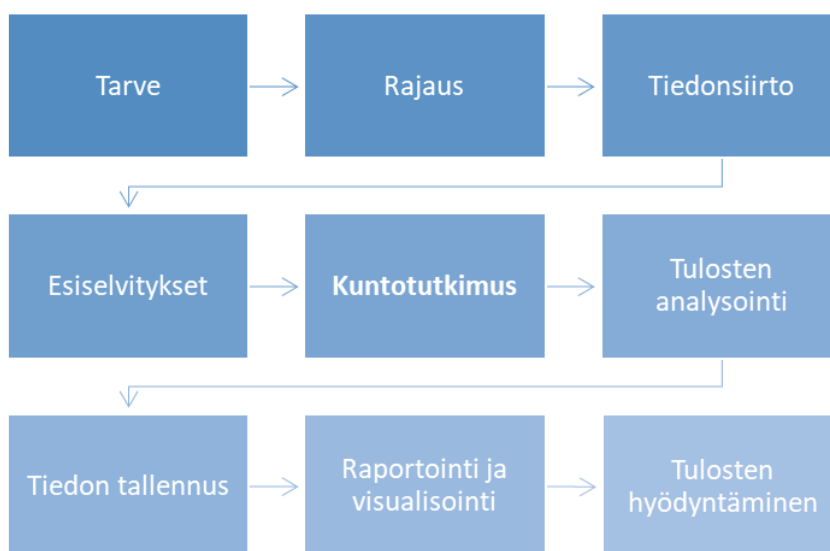 Tarve
Rajaus
Tiedonsiirto
Esiselvitykset
Kuntotutkimus
Tulosten
analysointi
Tiedon tallennus
Raportointi ja
visualisointi
Tulosten
hyödyntäminen